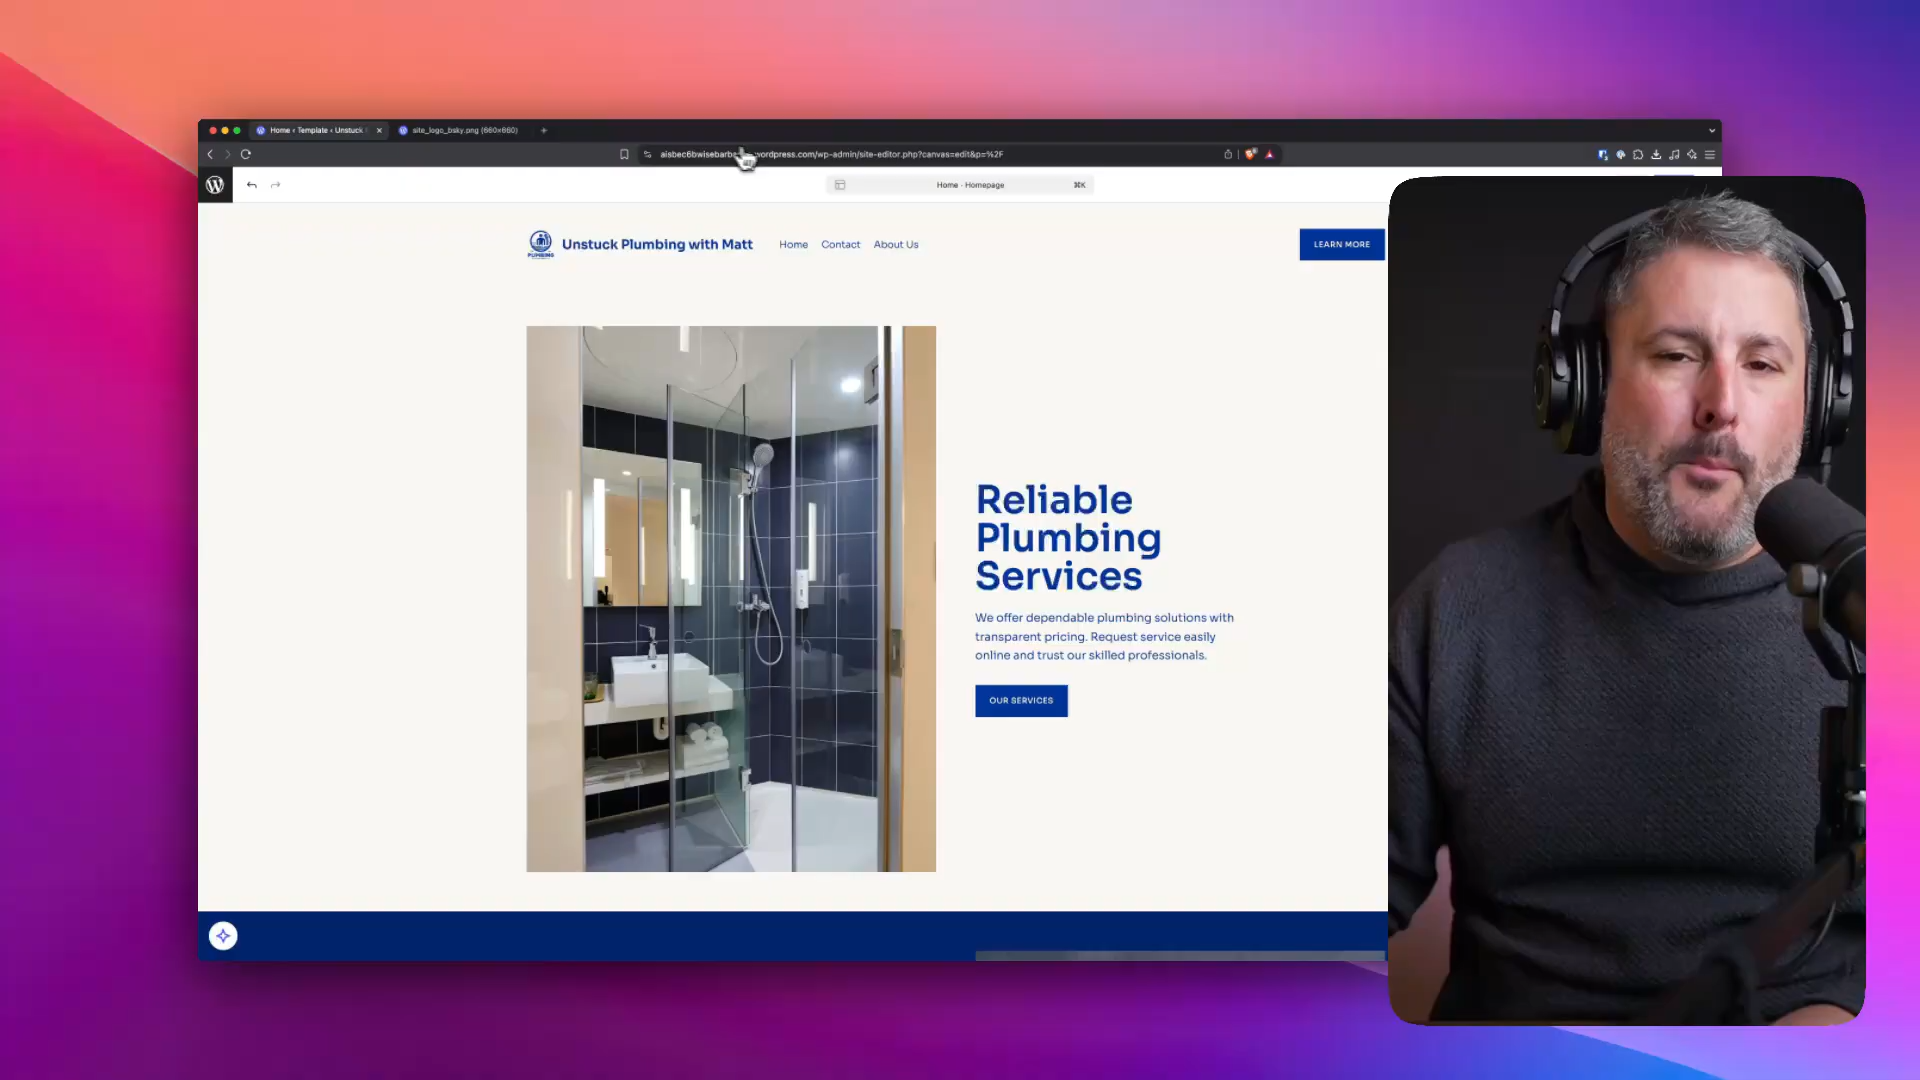 Home ‹ Template ‹ Unstuck
site_logo_bsky.png (660×660)
wordpress.com/wp-admin/site-editor.php?canvas=edit&p=%2F
Home · Homepage
⌘K
PLUMBING
Unstuck Plumbing with Matt
Home
Contact
About Us
LEARN MORE
Reliable
Plumbing
Services
We offer dependable plumbing solutions with
transparent pricing. Request service easily
online and trust our skilled professionals.
OUR SERVICES